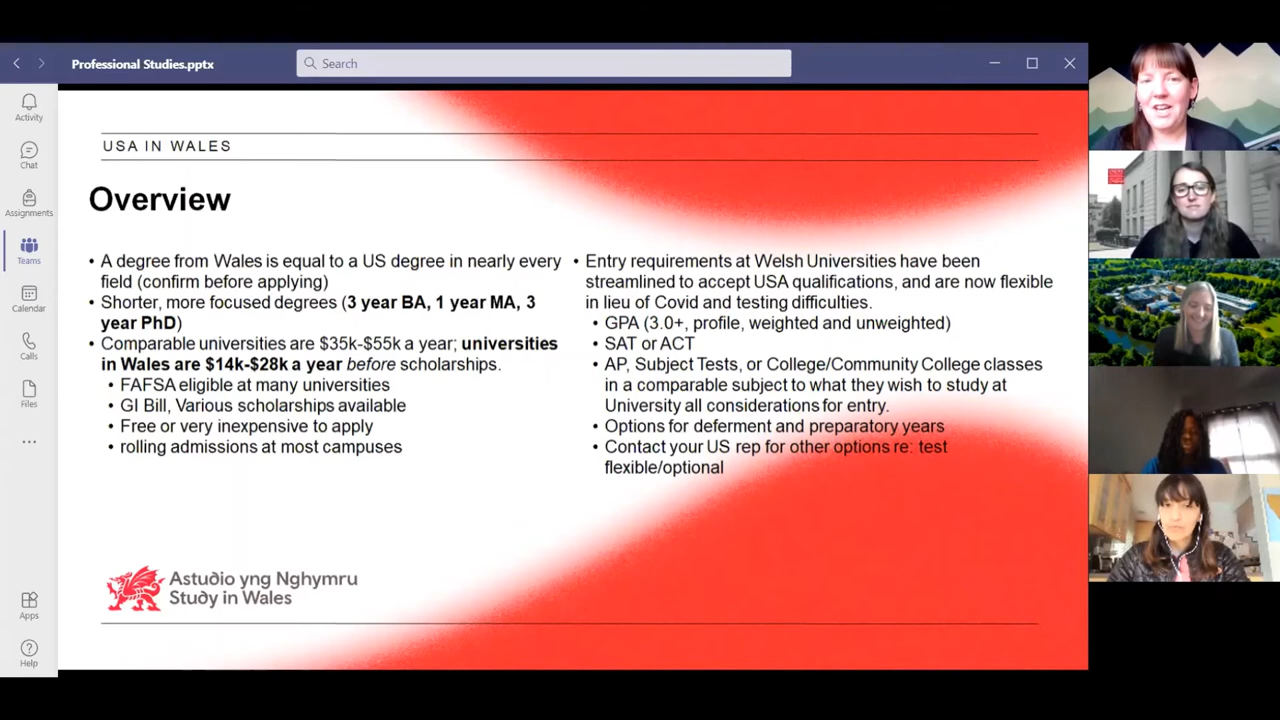 Professional Studies.pptx
Search
Activity
Chat
Assignments
Teams
Calendar
Calls
Files
Apps
Help
USA IN WALES
Overview
• A degree from Wales is equal to a US degree in nearly every
field (confirm before applying)
• Shorter, more focused degrees (3 year BA, 1 year MA, 3
year PhD)
• Comparable universities are $35k-$55k a year; universities
in Wales are $14k-$28k a year before scholarships.
• FAFSA eligible at many universities
• GI Bill, Various scholarships available
• Free or very inexpensive to apply
• rolling admissions at most campuses
• Entry requirements at Welsh Universities have been
streamlined to accept USA qualifications, and are now flexible
in lieu of Covid and testing difficulties.
• GPA (3.0+, profile, weighted and unweighted)
• SAT or ACT
• AP, Subject Tests, or College/Community College classes
in a comparable subject to what they wish to study at
University all considerations for entry.
• Options for deferment and preparatory years
• Contact your US rep for other options re: test
flexible/optional
Astudio yng Nghymru
Study in Wales